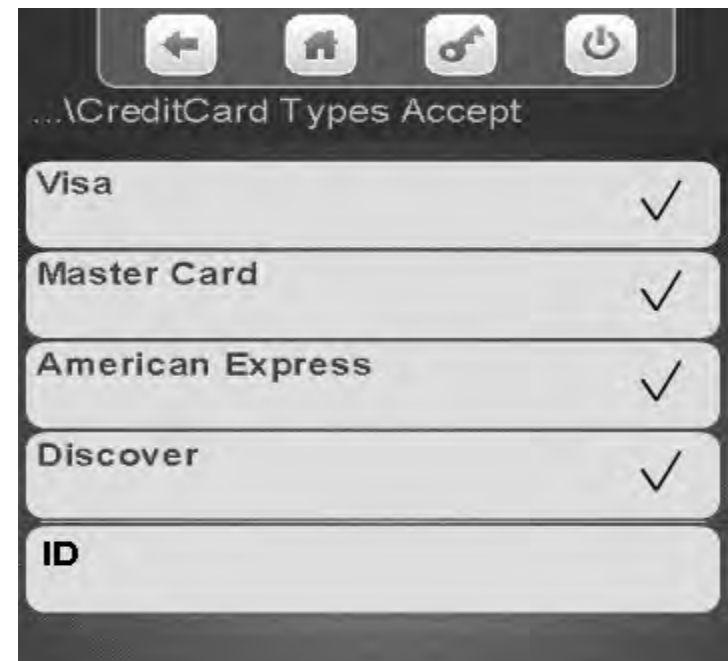 ...\CreditCard Types Accept
Visa
Master Card
American Express
Discover
ID